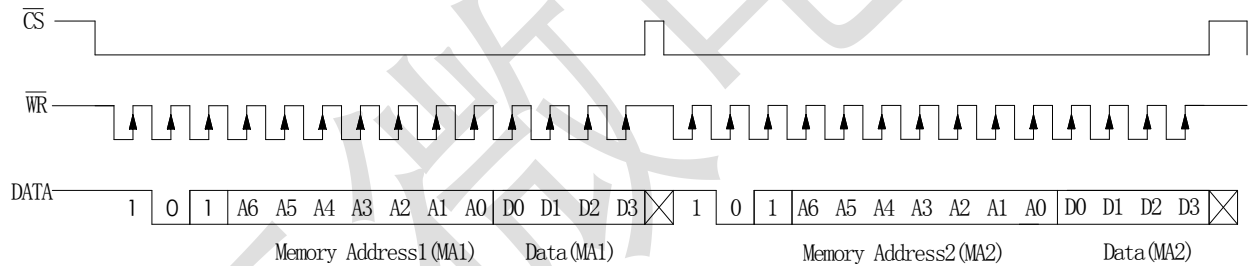 CS
WR
DATA 1 0 1 A6 A5 A4 A3 A2 A1 A0 D0 D1 D2 D3 1 0 1 A6 A5 A4 A3 A2 A1 A0 D0 D1 D2 D3
Memory Address1(MA1) Data(MA1) Memory Address2(MA2) Data(MA2)